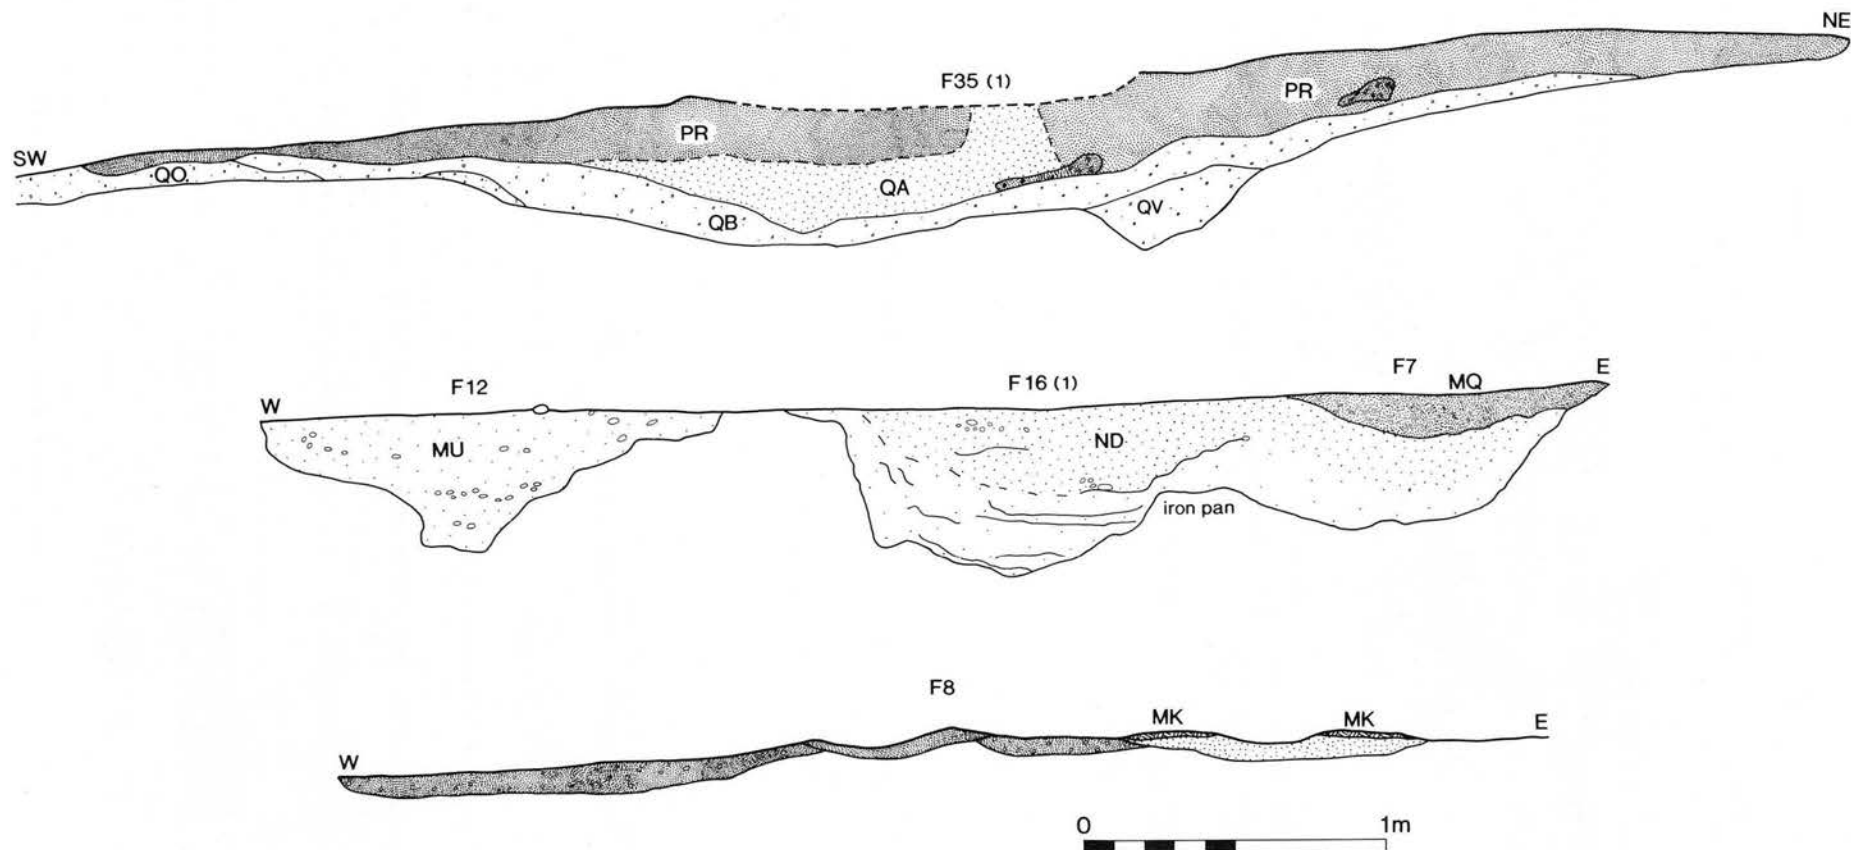 NE
F35 (1)
PR
PR
SW
QO
QA
QB
QV
F7
E
F12
F16 (1)
MQ
W
MU
ND
iron pan
F8
MK
MK
E
W
0
1m